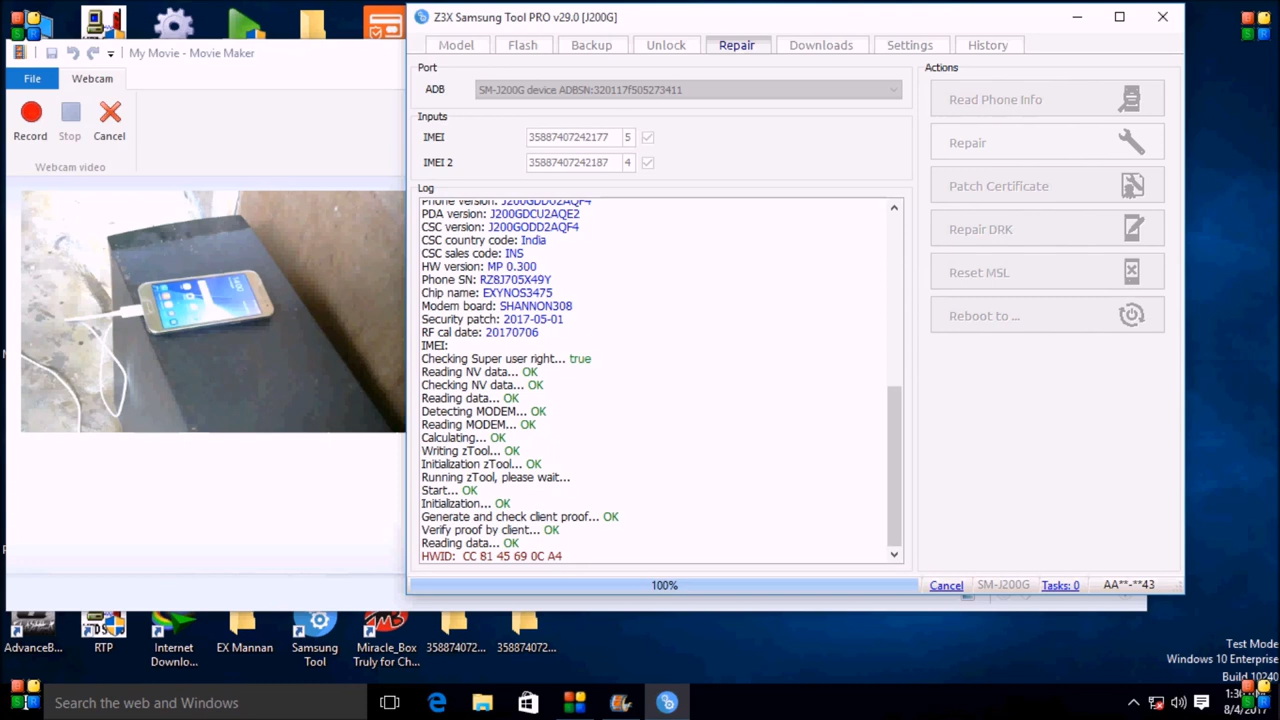 Z3X Samsung Tool PRO v29.0 [J200G]
My Movie - Movie Maker
File
Webcam
Record
Stop
Cancel
Webcam video
Model
Flash
Backup
Unlock
Repair
Downloads
Settings
History
Port
ADB
SM-J200G device ADBSN:320117f505273411
Inputs
IMEI
35887407242177
5
IMEI 2
35887407242187
4
Log
Phone version: J200GDDU2AQF4
PDA version: J200GDCU2AQE2
CSC version: J200GODD2AQF4
CSC country code: India
CSC sales code: INS
HW version: MP 0.300
Phone SN: RZ8J705X49Y
Chip name: EXYNOS3475
Modem board: SHANNON308
Security patch: 2017-05-01
RF cal date: 20170706
IMEI:
Checking Super user right... true
Reading NV data... OK
Checking NV data... OK
Reading data... OK
Detecting MODEM... OK
Reading MODEM... OK
Calculating... OK
Writing zTool... OK
Initialization zTool... OK
Running zTool, please wait...
Start... OK
Initialization... OK
Generate and check client proof... OK
Verify proof by client... OK
Reading data... OK
HWID: CC 81 45 69 0C A4
Actions
Read Phone Info
Repair
Patch Certificate
Repair DRK
Reset MSL
Reboot to ...
100%
Cancel
SM-J200G
Tasks: 0
AA**-**43
AdvanceB...
RTP
Internet
Downlo...
EX Mannan
Samsung
Tool
Miracle_Box
Truly for Ch...
358874072...
358874072...
Test Mode
Windows 10 Enterprise
Build 10240
Search the web and Windows